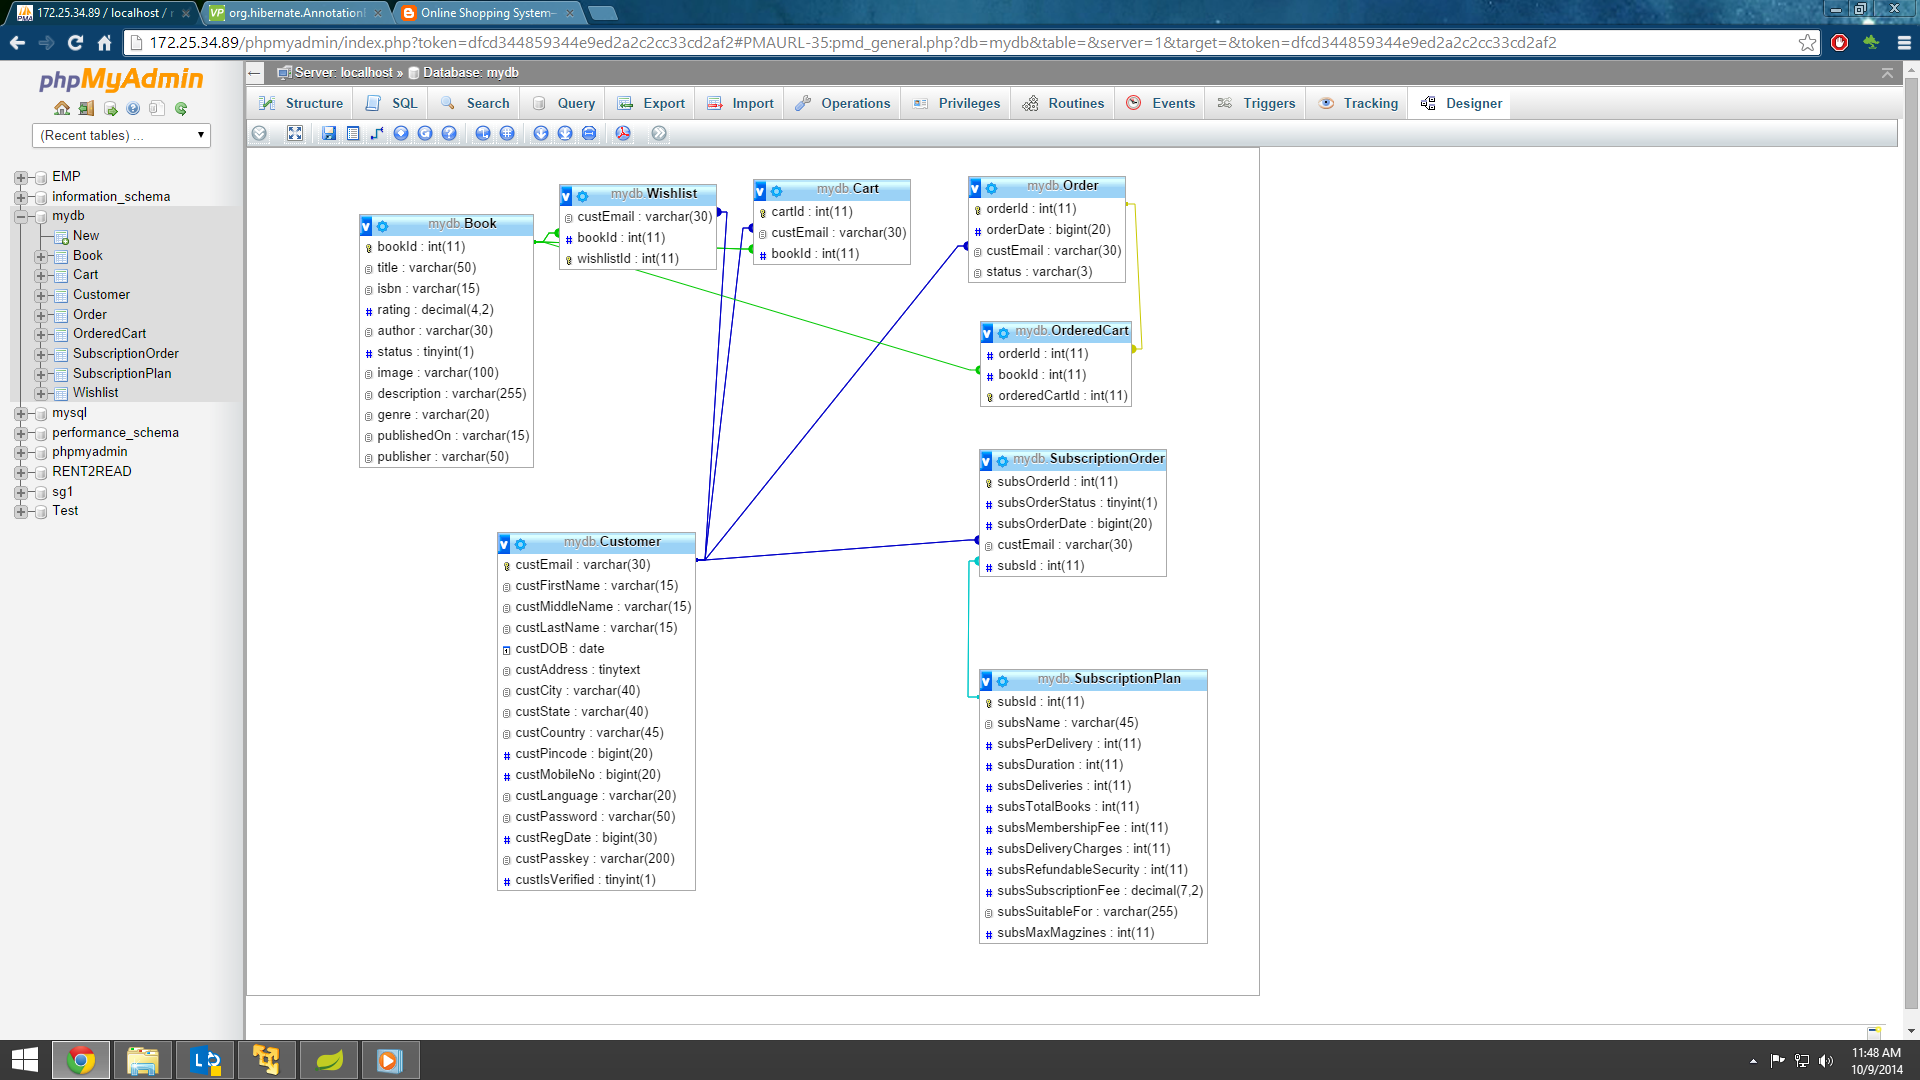 172.25.34.89 / localhost /
org.hibernate.Annotation
Online Shopping System-
172.25.34.89/phpmyadmin/index.php?token=dfcd344859344e9ed2a2c2cc33cd2af2#PMAURL-35:pmd_general.php?db=mydb&table=&server=1&target=&token=dfcd344859344e9ed2a2c2cc33cd2af2
phpMyAdmin
(Recent tables) ...
EMP
information_schema
mydb
New
Book
Cart
Customer
Order
OrderedCart
SubscriptionOrder
SubscriptionPlan
Wishlist
mysql
performance_schema
phpmyadmin
RENT2READ
sg1
Test
Server: localhost » Database: mydb
Structure SQL Search Query Export Import Operations Privileges Routines Events Triggers Tracking Designer
mydb.Book
bookId : int(11)
title : varchar(50)
isbn : varchar(15)
rating : decimal(4,2)
author : varchar(30)
status : tinyint(1)
image : varchar(100)
description : varchar(255)
genre : varchar(20)
publishedOn : varchar(15)
publisher : varchar(50)
mydb.Wishlist
custEmail : varchar(30)
bookId : int(11)
wishlistId : int(11)
mydb.Cart
cartId : int(11)
custEmail : varchar(30)
bookId : int(11)
mydb.Order
orderId : int(11)
orderDate : bigint(20)
custEmail : varchar(30)
status : varchar(3)
mydb.OrderedCart
orderId : int(11)
bookId : int(11)
orderedCartId : int(11)
mydb.SubscriptionOrder
subsOrderId : int(11)
subsOrderStatus : tinyint(1)
subsOrderDate : bigint(20)
custEmail : varchar(30)
subsId : int(11)
mydb.Customer
custEmail : varchar(30)
custFirstName : varchar(15)
custMiddleName : varchar(15)
custLastName : varchar(15)
custDOB : date
custAddress : tinytext
custCity : varchar(40)
custState : varchar(40)
custCountry : varchar(45)
custPincode : bigint(20)
custMobileNo : bigint(20)
custLanguage : varchar(20)
custPassword : varchar(50)
custRegDate : bigint(30)
custPasskey : varchar(200)
custIsVerified : tinyint(1)
mydb.SubscriptionPlan
subsId : int(11)
subsName : varchar(45)
subsPerDelivery : int(11)
subsDuration : int(11)
subsDeliveries : int(11)
subsTotalBooks : int(11)
subsMembershipFee : int(11)
subsDeliveryCharges : int(11)
subsRefundableSecurity : int(11)
subsSubscriptionFee : decimal(7,2)
subsSuitableFor : varchar(255)
subsMaxMagzines : int(11)
11:48 AM
10/9/2014